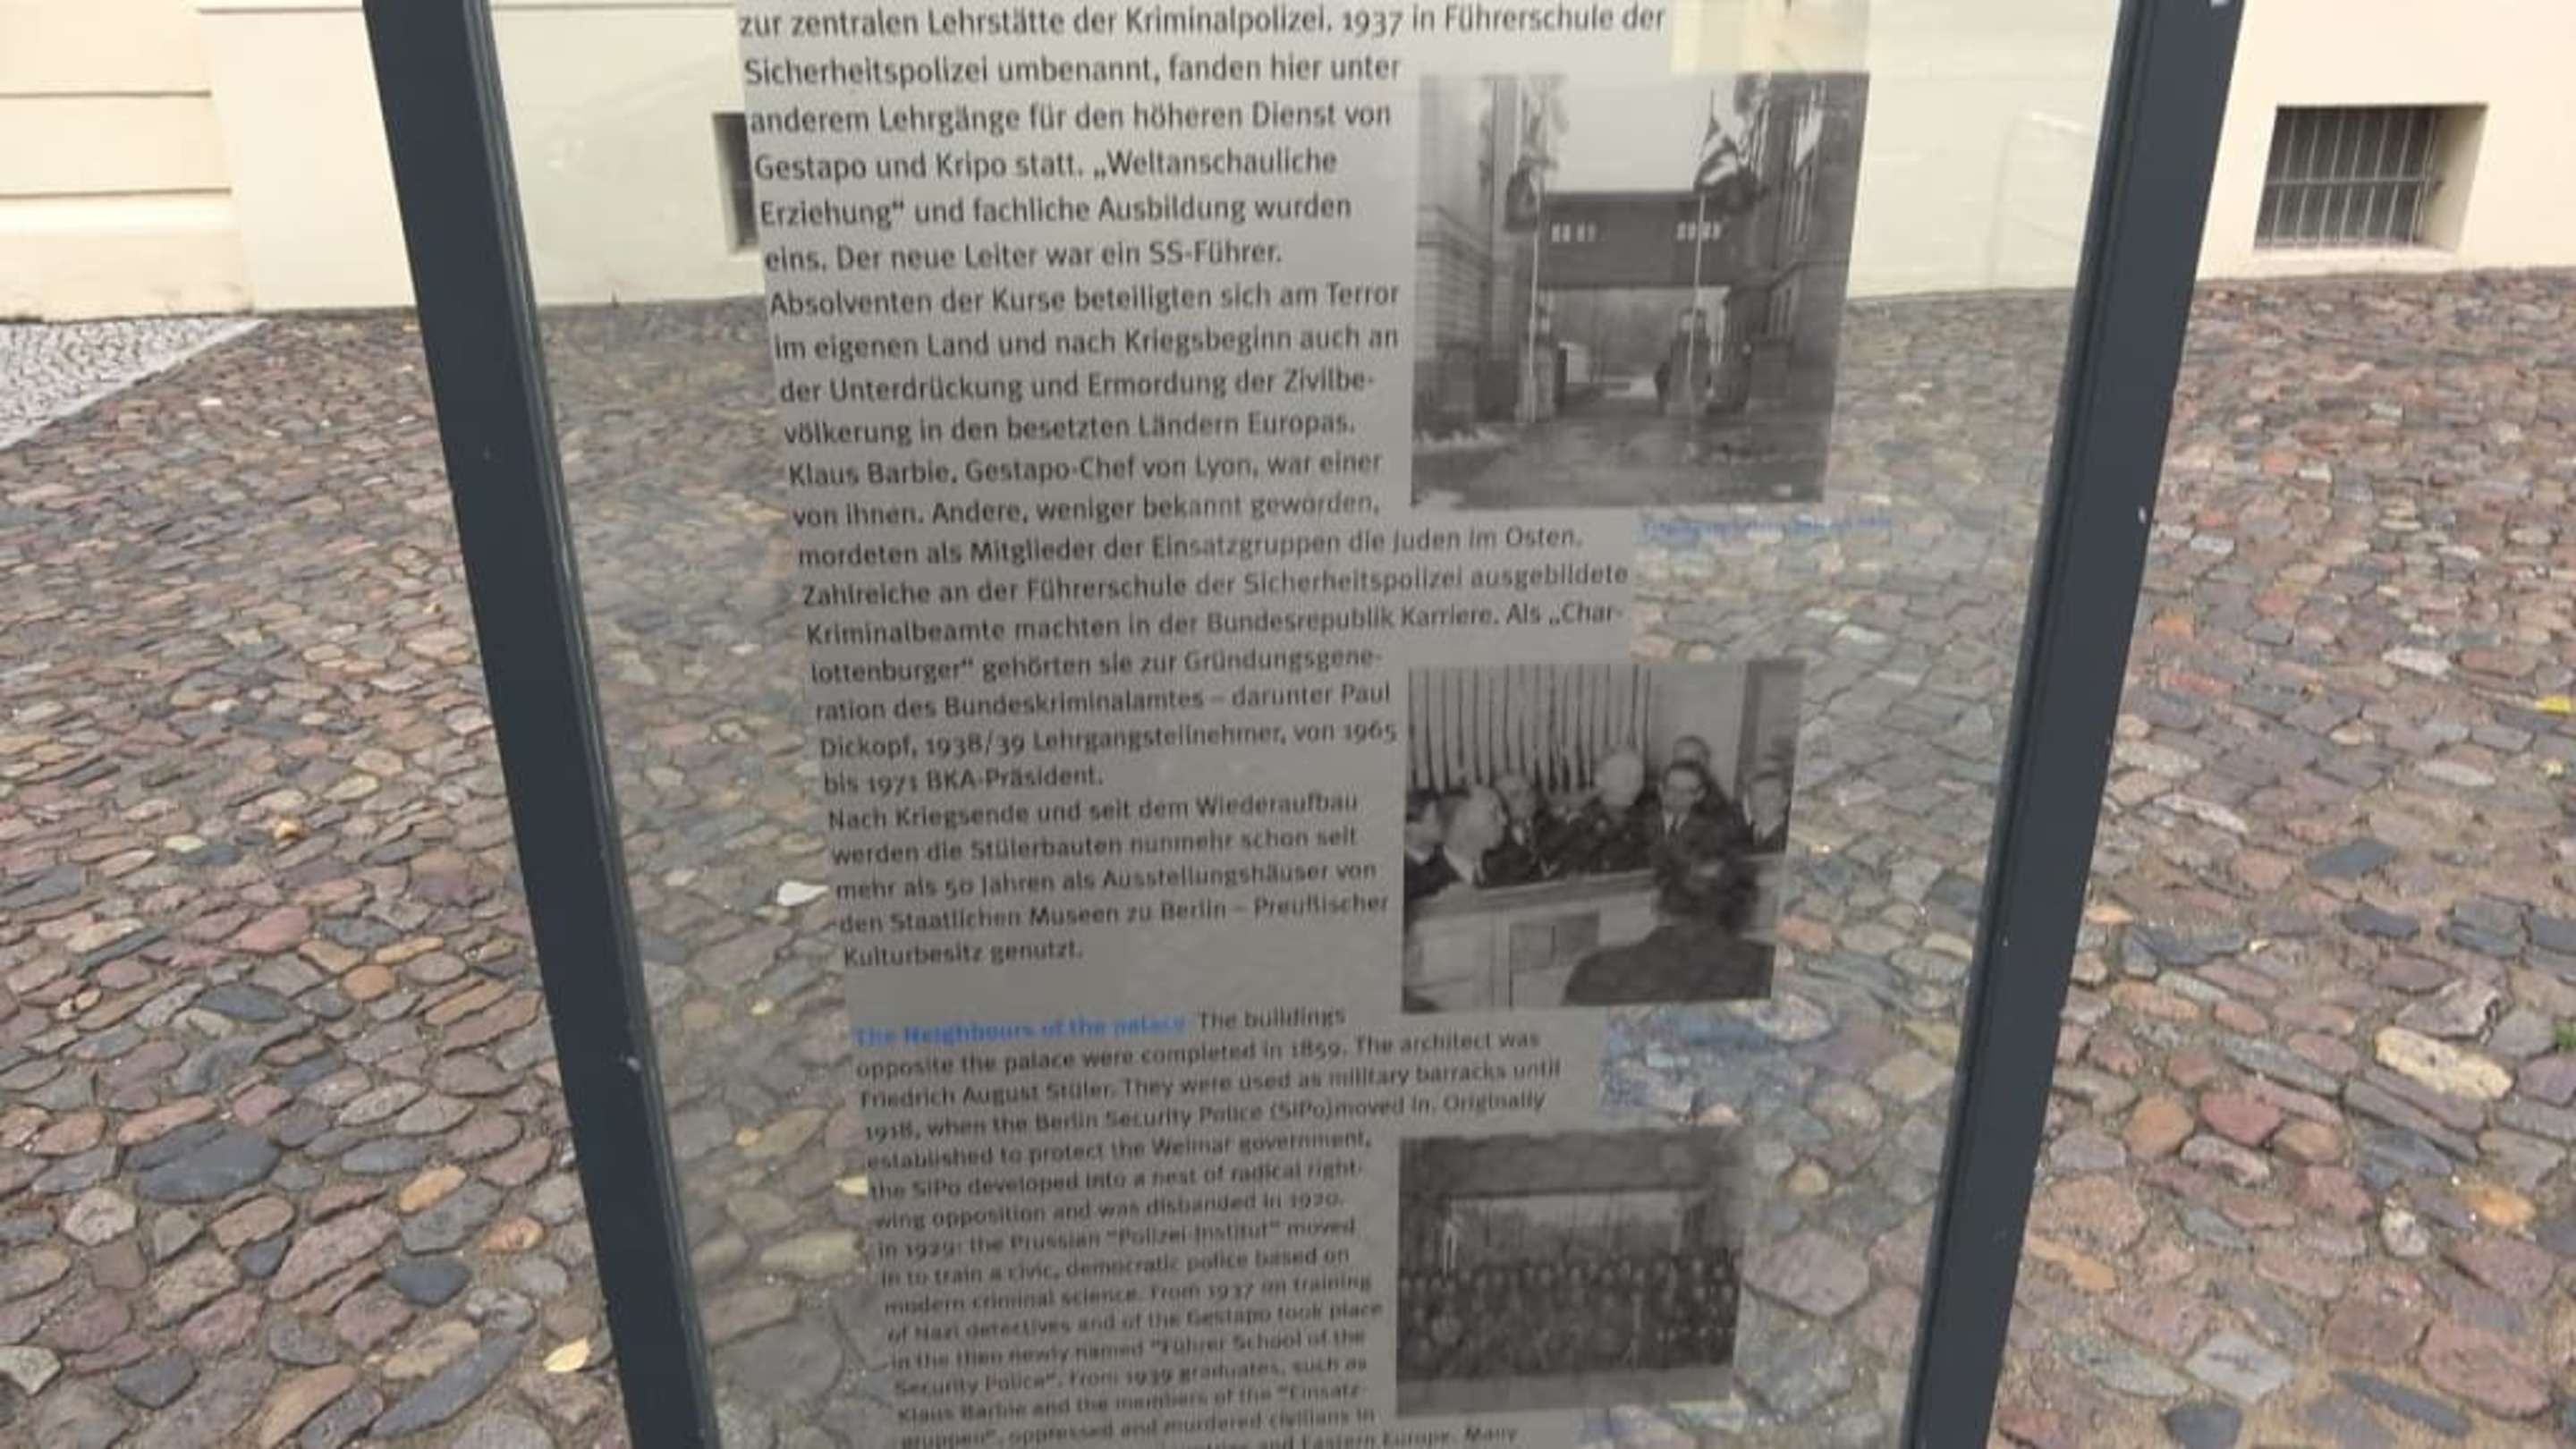 zur zentralen Lehrstätte der Kriminalpolizei. 1937 in Führerschule der
Sicherheitspolizei umbenannt, fanden hier unter
anderem Lehrgänge für den höheren Dienst von
Gestapo und Kripo statt. „Weltanschauliche
Erziehung“ und fachliche Ausbildung wurden
eins. Der neue Leiter war ein SS-Führer.
Absolventen der Kurse beteiligten sich am Terror
im eigenen Land und nach Kriegsbeginn auch an
der Unterdrückung und Ermordung der Zivilbe-
völkerung in den besetzten Ländern Europas.
Klaus Barbie, Gestapo-Chef von Lyon, war einer
von ihnen. Andere, weniger bekannt geworden,
mordeten als Mitglieder der Einsatzgruppen die Juden im Osten.
Zahlreiche an der Führerschule der Sicherheitspolizei ausgebildete
Kriminalbeamte machten in der Bundesrepublik Karriere. Als „Char-
lottenburger“ gehörten sie zur Gründungsgene-
ration des Bundeskriminalamtes – darunter Paul
Dickopf, 1938/39 Lehrgangsteilnehmer, von 1965
bis 1971 BKA-Präsident.
Nach Kriegsende und seit dem Wiederaufbau
werden die Stülerbauten nunmehr schon seit
mehr als 50 Jahren als Ausstellungshäuser von
den Staatlichen Museen zu Berlin – Preußischer
Kulturbesitz genutzt.
The Neighbours of the palace The buildings
opposite the palace were completed in 1859. The architect was
Friedrich August Stüler. They were used as military barracks until
1918, when the Berlin Security Police (SiPo)moved in. Originally
established to protect the Weimar government,
the SiPo developed into a nest of radical right-
wing opposition and was disbanded in 1920.
In 1929: the Prussian "Polizei-Institut" moved
in to train a civic, democratic police based on
modern criminal science. From 1937 on training
of Nazi detectives and of the Gestapo took place
in the then newly named "Führer School of the
Security Police". From 1939 graduates, such as
Klaus Barbie and the members of the "Einsatz-
gruppen", oppressed and murdered civilians in
and Eastern Europe. Many